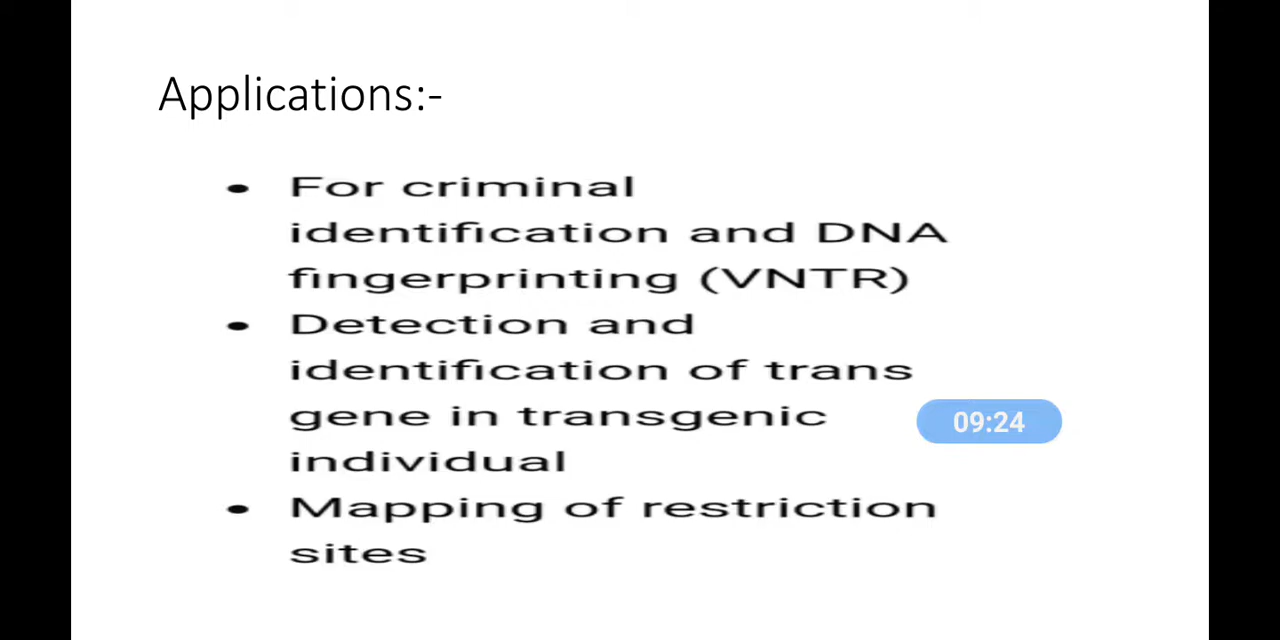 Applications:-
• For criminal
identification and DNA
fingerprinting (VNTR)
• Detection and
identification of trans
gene in transgenic
individual
09:24
• Mapping of restriction
sites